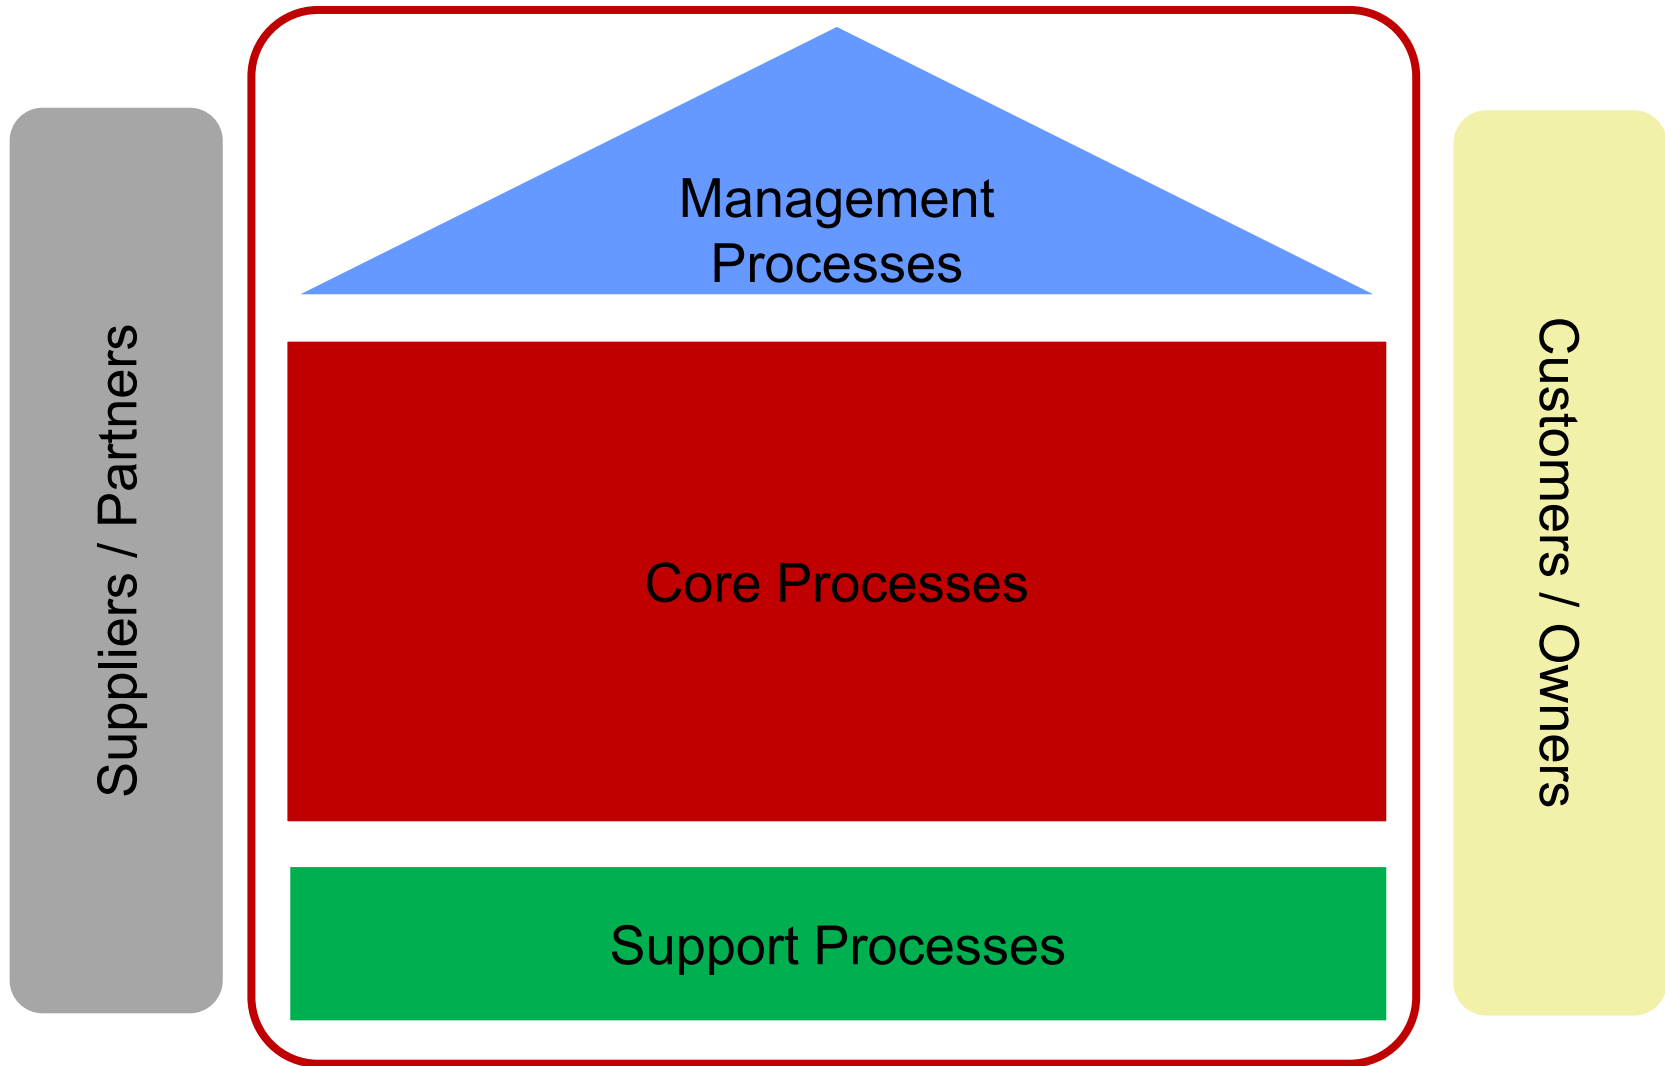 Suppliers / Partners
Management
Processes
Core Processes
Support Processes
Customers / Owners